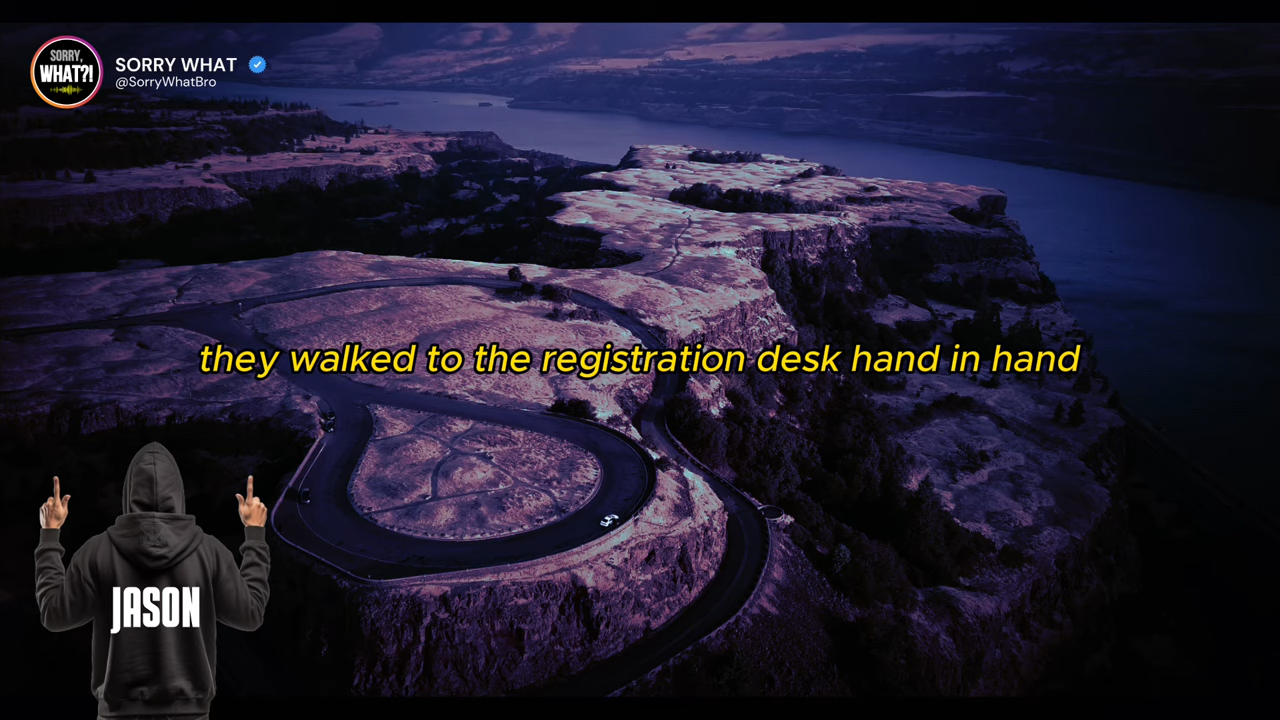 SORRY,
WHAT?!
SORRY WHAT
@SorryWhatBro
they walked to the registration desk hand in hand
JASON